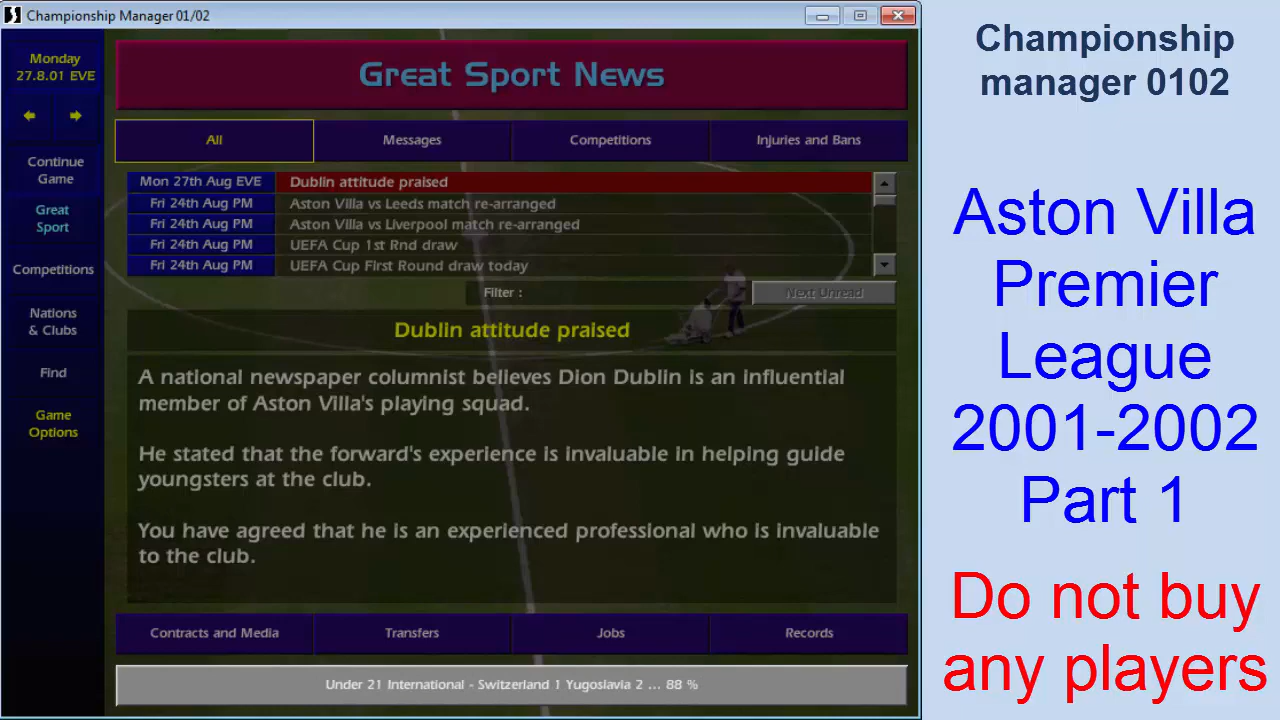 Championship Manager 01/02
Monday
27.8.01 EVE
Continue
Game
Great
Sport
Competitions
Nations
& Clubs
Find
Game
Options
Great Sport News
All
Messages
Competitions
Injuries and Bans
Mon 27th Aug EVE Dublin attitude praised
Fri 24th Aug PM Aston Villa vs Leeds match re-arranged
Fri 24th Aug PM Aston Villa vs Liverpool match re-arranged
Fri 24th Aug PM UEFA Cup 1st Rnd draw
Fri 24th Aug PM UEFA Cup First Round draw today
Filter :
Next Unread
Dublin attitude praised
A national newspaper columnist believes Dion Dublin is an influential
member of Aston Villa's playing squad.
He stated that the forward's experience is invaluable in helping guide
youngsters at the club.
You have agreed that he is an experienced professional who is invaluable
to the club.
Contracts and Media
Transfers
Jobs
Records
Under 21 International - Switzerland 1 Yugoslavia 2 ... 88 %
Championship
manager 0102
Aston Villa
Premier
League
2001-2002
Part 1
Do not buy
any players